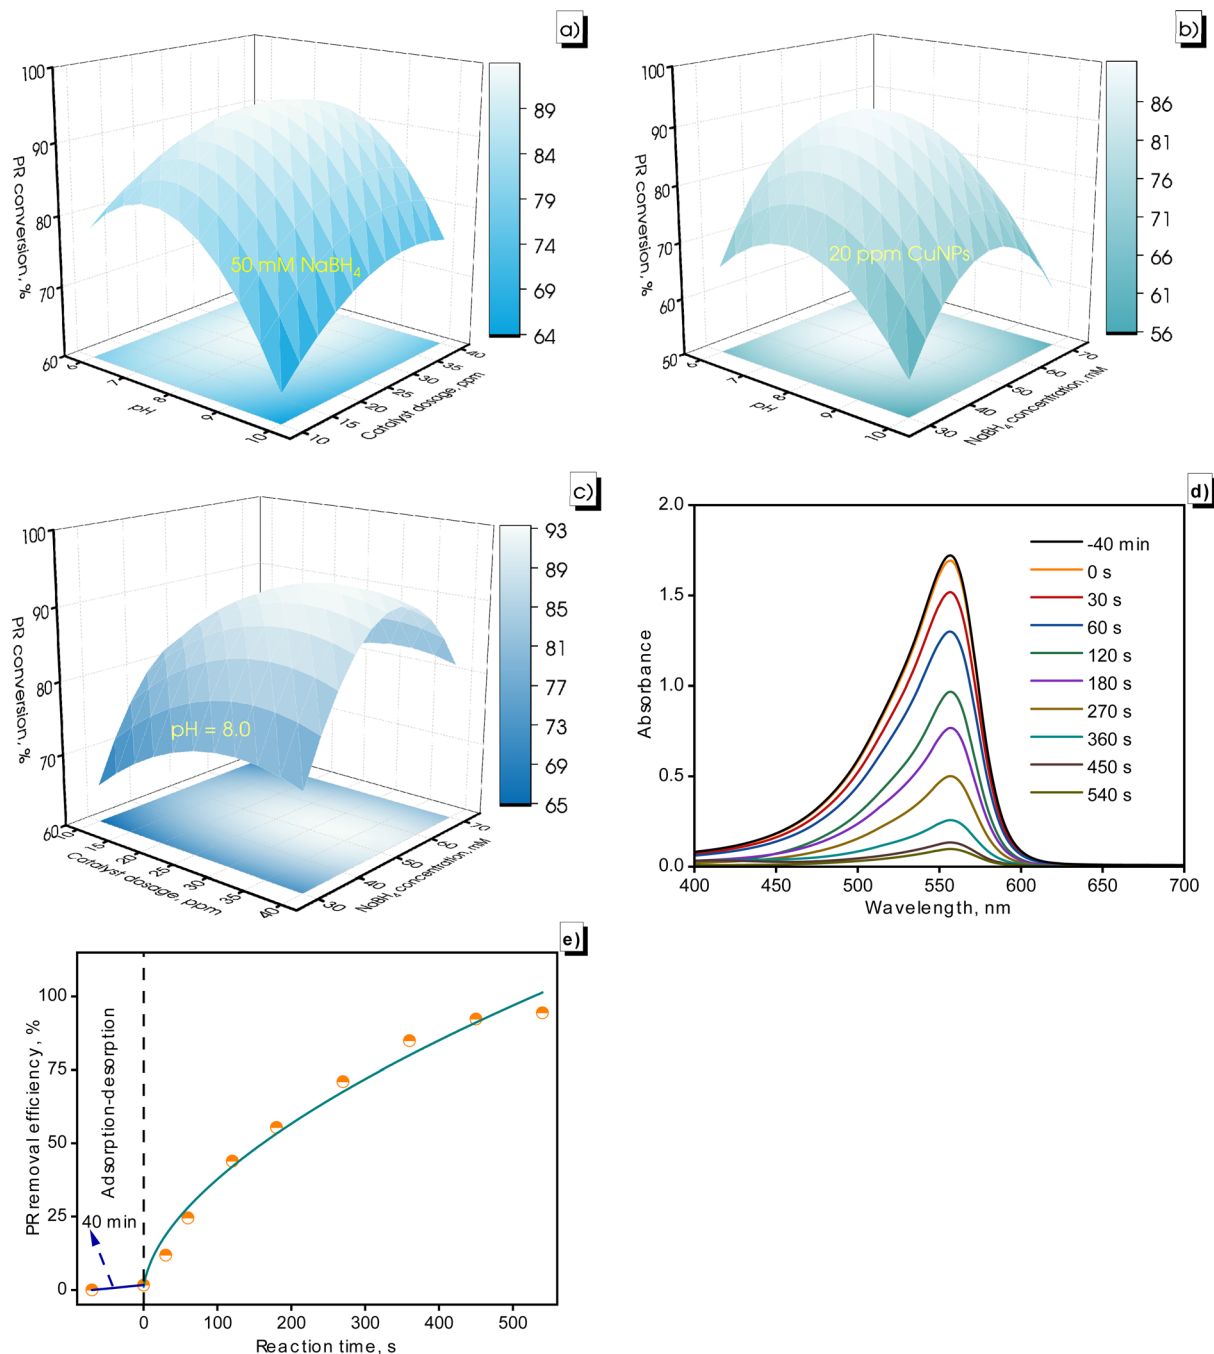 a)
100
90
80
70
60
PR conversion, %
6
7
8
9
10
pH
10
15
20
25
30
35
40
Catalyst dosage, ppm
50 mM NaBH4
89
84
79
74
69
64
b)
100
90
80
70
60
50
PR conversion, %
6
7
8
9
10
pH
30
40
50
60
70
NaBH4 concentration, mM
20 ppm CuNPs
86
81
76
71
66
61
56
c)
100
90
80
70
60
PR conversion, %
10
15
20
25
30
35
40
Catalyst dosage, ppm
30
40
50
60
70
NaBH4 concentration, mM
pH = 8.0
93
89
85
81
77
73
69
65
d)
2.0
1.5
1.0
0.5
0.0
Absorbance
400 450 500 550 600 650 700
Wavelength, nm
-40 min
0 s
30 s
60 s
120 s
180 s
270 s
360 s
450 s
540 s
e)
100
75
50
25
0
PR removal efficiency, %
Adsorption-desorption
40 min
0 100 200 300 400 500
Reaction time, s